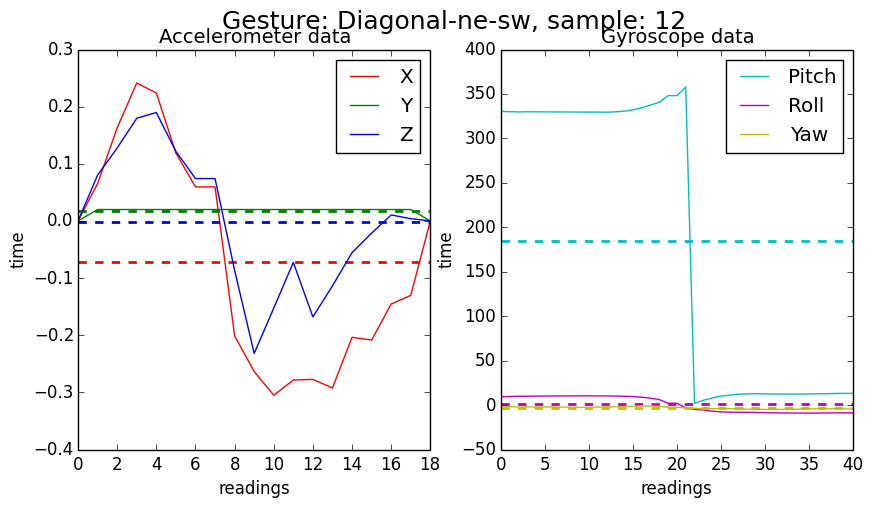 Gesture: Diagonal-ne-sw, sample: 12
Accelerometer data
0.3
0.2
0.1
0.0
−0.1
−0.2
−0.3
−0.4
time
0 2 4 6 8 10 12 14 16 18
readings
X
Y
Z
Gyroscope data
400
350
300
250
200
150
100
50
0
−50
time
0 5 10 15 20 25 30 35 40
readings
Pitch
Roll
Yaw